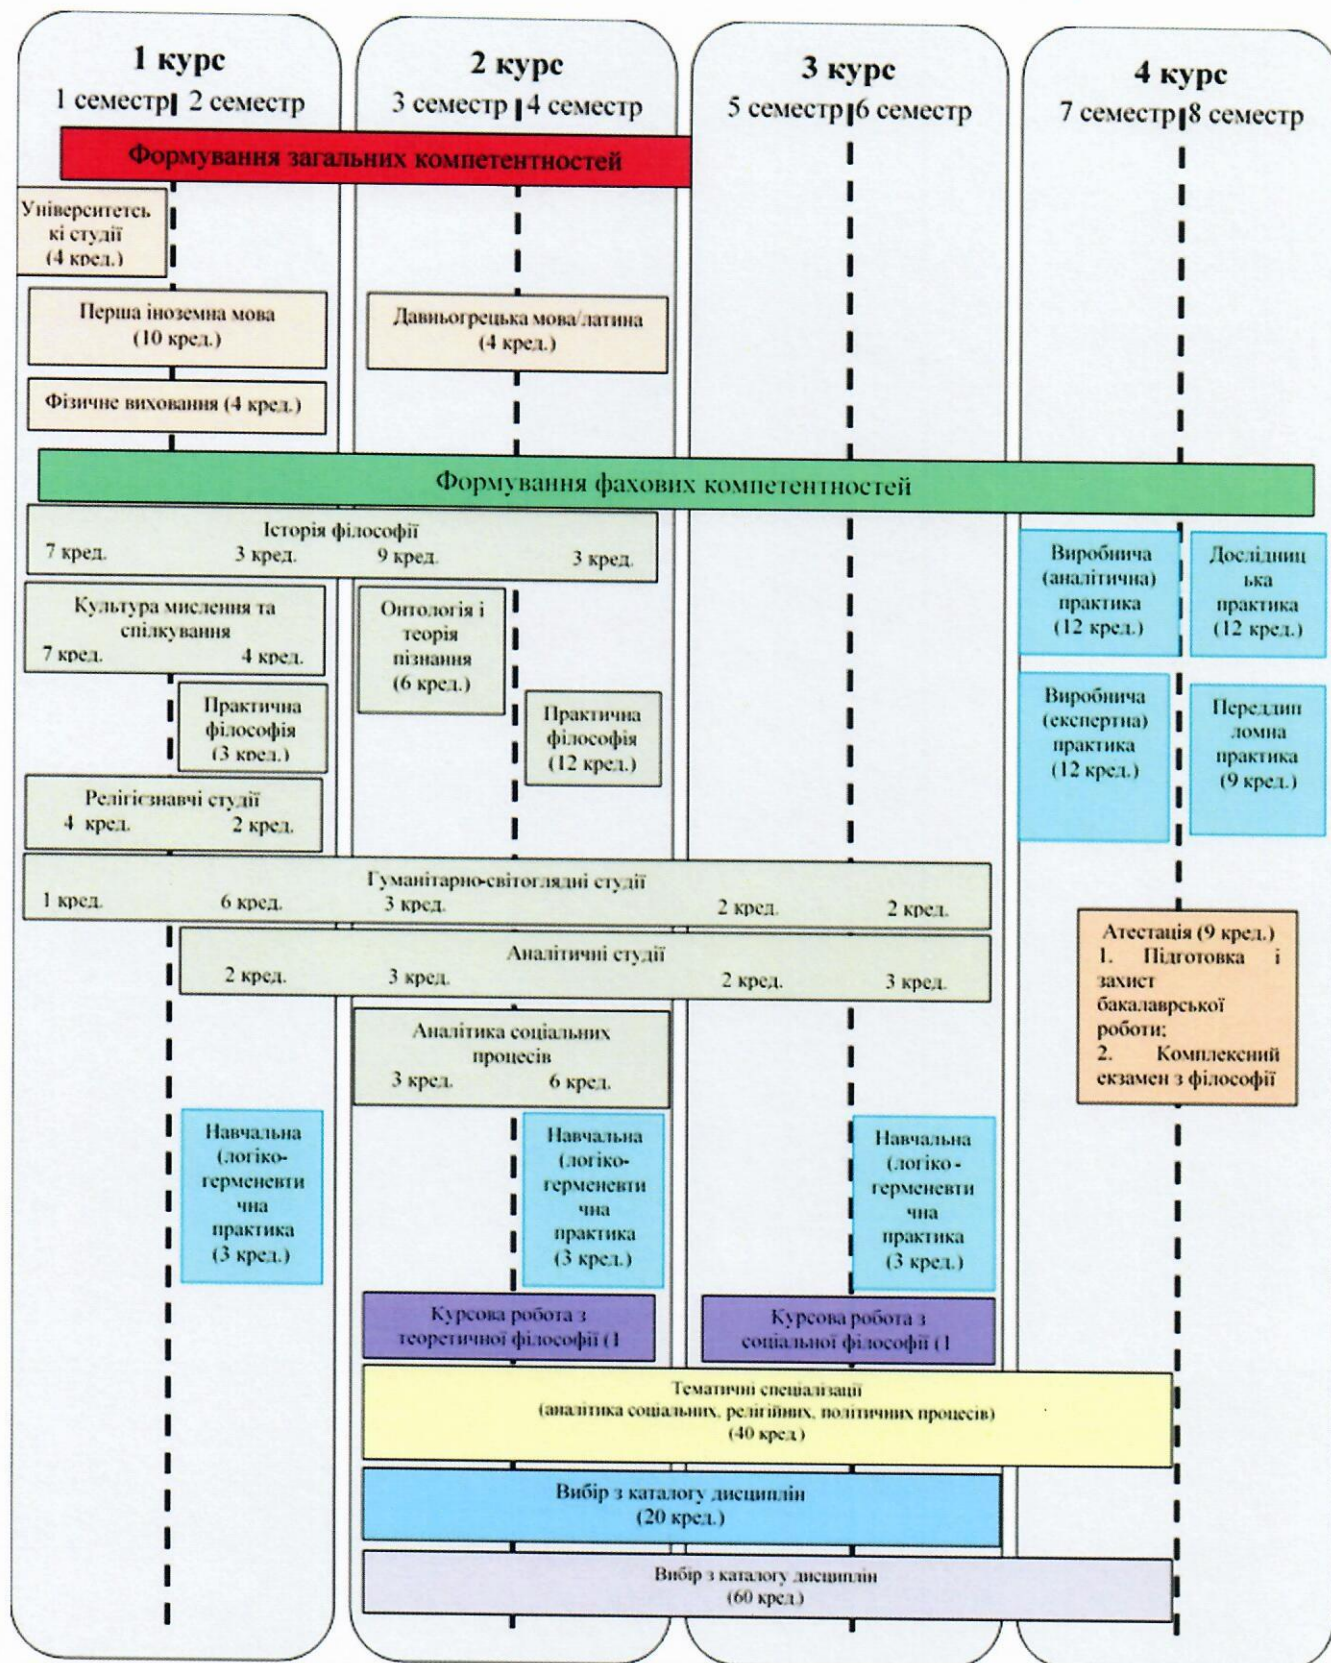 1 курс
1 семестр 2 семестр
2 курс
3 семестр 4 семестр
3 курс
5 семестр 6 семестр
4 курс
7 семестр 8 семестр
Формування загальних компетентностей
Університетсь
кі студії
(4 кред.)
Перша іноземна мова
(10 кред.)
Давньогрецька мова/латина
(4 кред.)
Фізичне виховання (4 кред.)
Формування фахових компетентностей
Історія філософії
7 кред. 3 кред. 9 кред. 3 кред.
Культура мислення та
спілкування
7 кред. 4 кред.
Онтологія і
теорія
пізнання
(6 кред.)
Практична
філософія
(3 кред.)
Практична
філософія
(12 кред.)
Виробнича
(аналітична)
практика
(12 кред.)
Дослідниц
ька
практика
(12 кред.)
Виробнича
(експертна)
практика
(12 кред.)
Переддип
ломна
практика
(9 кред.)
Релігієзнавчі студії
4 кред. 2 кред.
Гуманітарно-світоглядні студії
1 кред. 6 кред. 3 кред. 2 кред. 2 кред.
Аналітичні студії
2 кред. 3 кред. 2 кред. 3 кред.
Атестація (9 кред.)
1. Підготовка і
захист
бакалаврської
роботи;
2. Комплексний
екзамен з філософії
Аналітика соціальних
процесів
3 кред. 6 кред.
Навчальна
(логіко-
герменевти
чна
практика
(3 кред.)
Навчальна
(логіко-
герменевти
чна
практика
(3 кред.)
Навчальна
(логіко -
герменевти
чна
практика
(3 кред.)
Курсова робота з
теоретичної філософії (1
Курсова робота з
соціальної філософії (1
Тематичні спеціалізації
(аналітика соціальних, релігійних, політичних процесів)
(40 кред.)
Вибір з каталогу дисциплін
(20 кред.)
Вибір з каталогу дисциплін
(60 кред.)